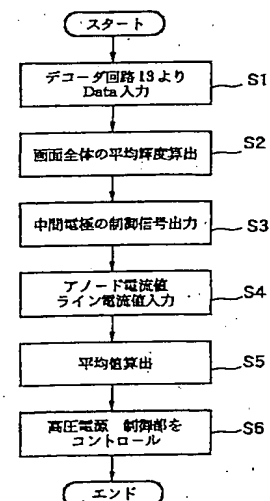 スタート
デコーダ回路13より
Data入力
S1
画面全体の平均輝度算出
S2
中間電極の制御信号出力
S3
アノード電流値
ライン電流値入力
S4
平均値算出
S5
高圧電源 制御部を
コントロール
S6
エンド